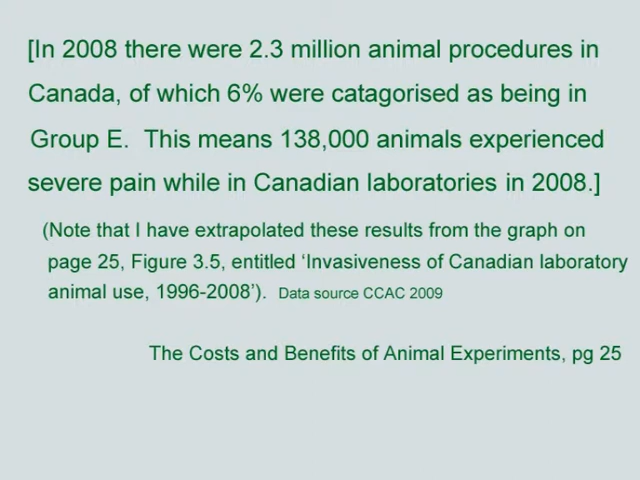 [In 2008 there were 2.3 million animal procedures in
Canada, of which 6% were catagorised as being in
Group E.  This means 138,000 animals experienced
severe pain while in Canadian laboratories in 2008.]
(Note that I have extrapolated these results from the graph on
page 25, Figure 3.5, entitled ‘Invasiveness of Canadian laboratory
animal use, 1996-2008’).  Data source CCAC 2009
The Costs and Benefits of Animal Experiments, pg 25